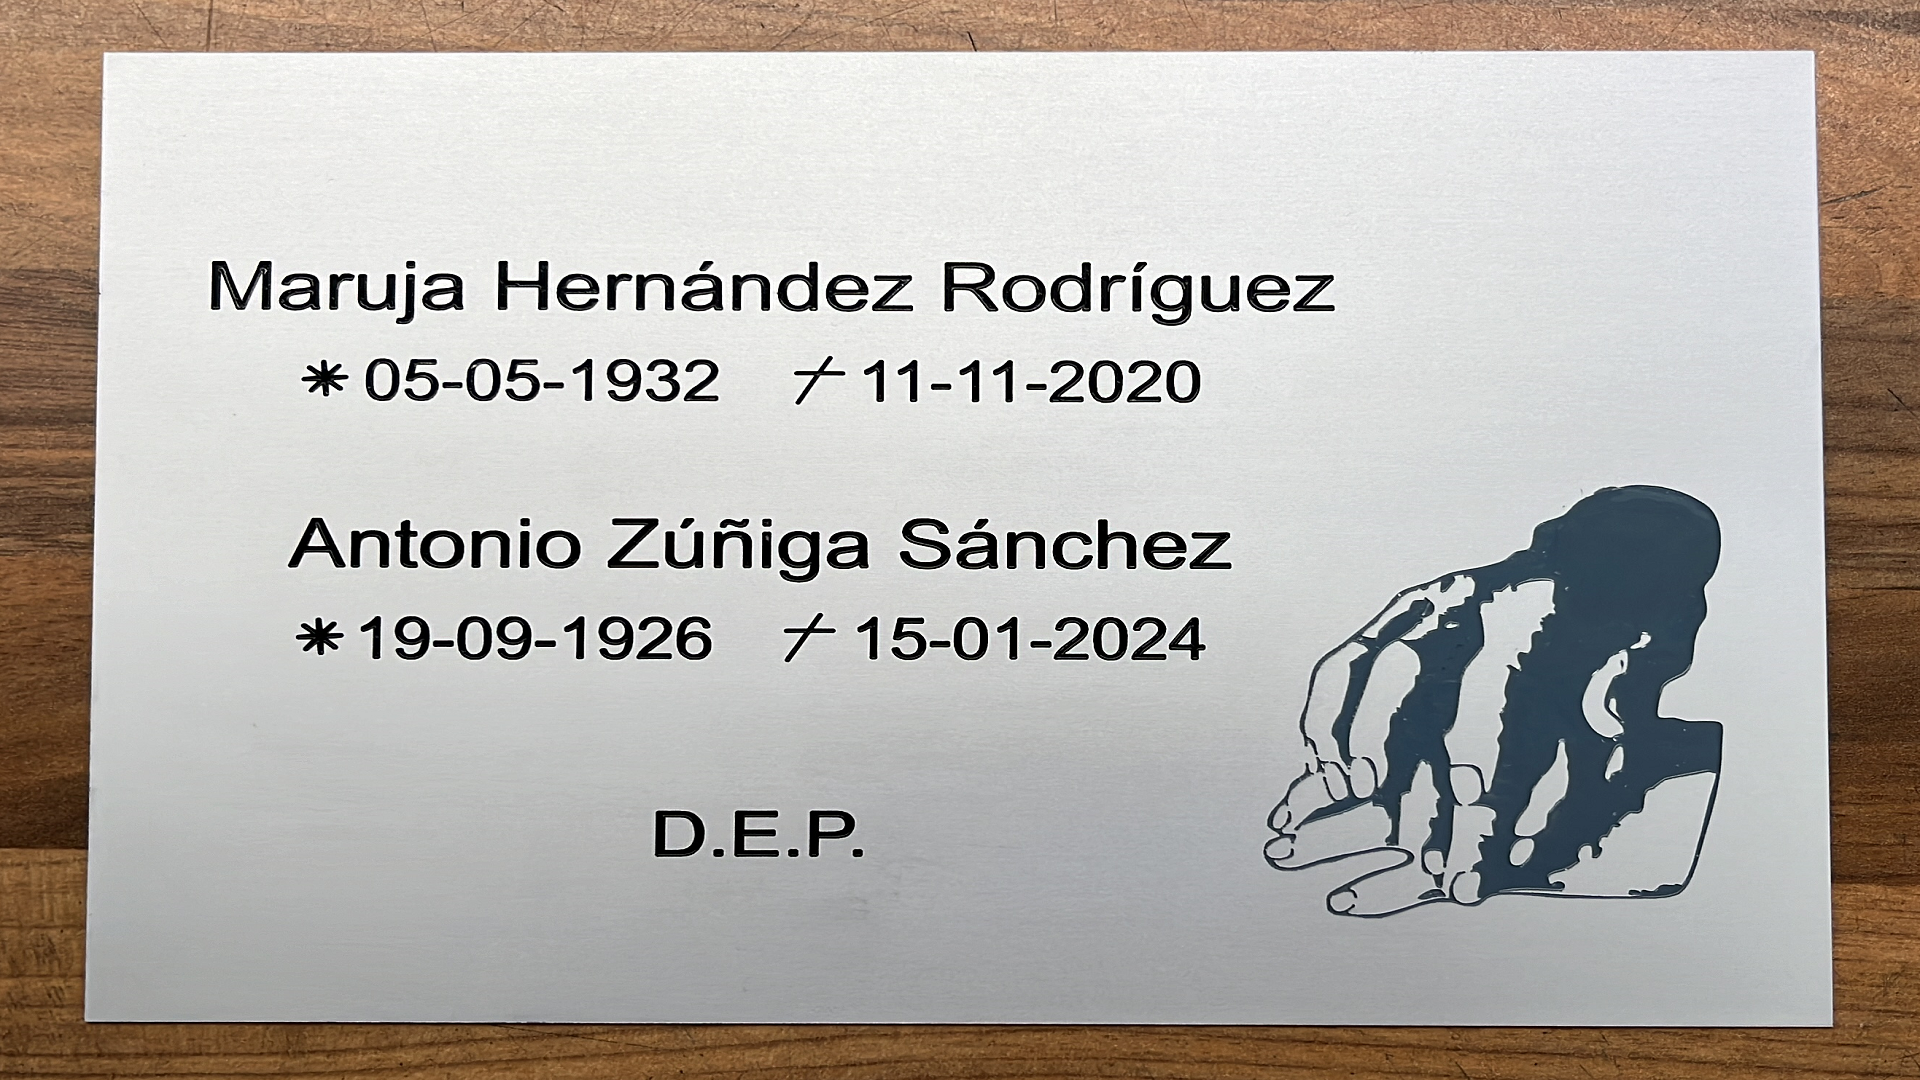 Maruja Hernández Rodríguez
* 05-05-1932 † 11-11-2020
Antonio Zúñiga Sánchez
* 19-09-1926 † 15-01-2024
D.E.P.